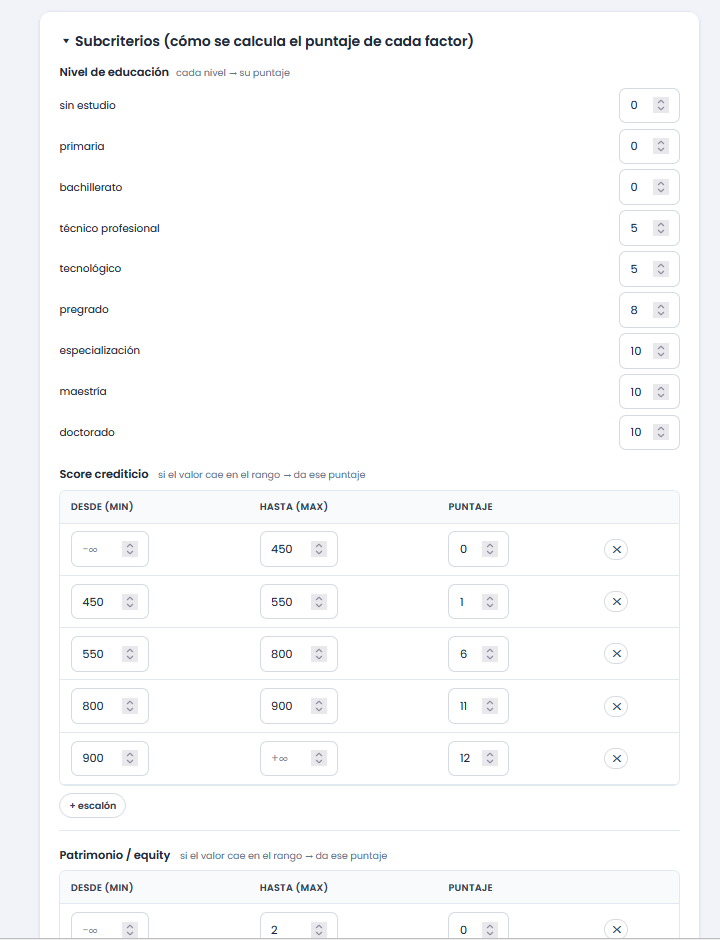 ▾ Subcriterios (cómo se calcula el puntaje de cada factor)
Nivel de educación cada nivel → su puntaje
sin estudio 0
primaria 0
bachillerato 0
técnico profesional 5
tecnológico 5
pregrado 8
especialización 10
maestría 10
doctorado 10
Score crediticio si el valor cae en el rango → da ese puntaje
DESDE (MIN) HASTA (MAX) PUNTAJE
-∞ 450 0 ✕
450 550 1 ✕
550 800 6 ✕
800 900 11 ✕
900 +∞ 12 ✕
+ escalón
Patrimonio / equity si el valor cae en el rango → da ese puntaje
DESDE (MIN) HASTA (MAX) PUNTAJE
-∞ 2 0 ✕